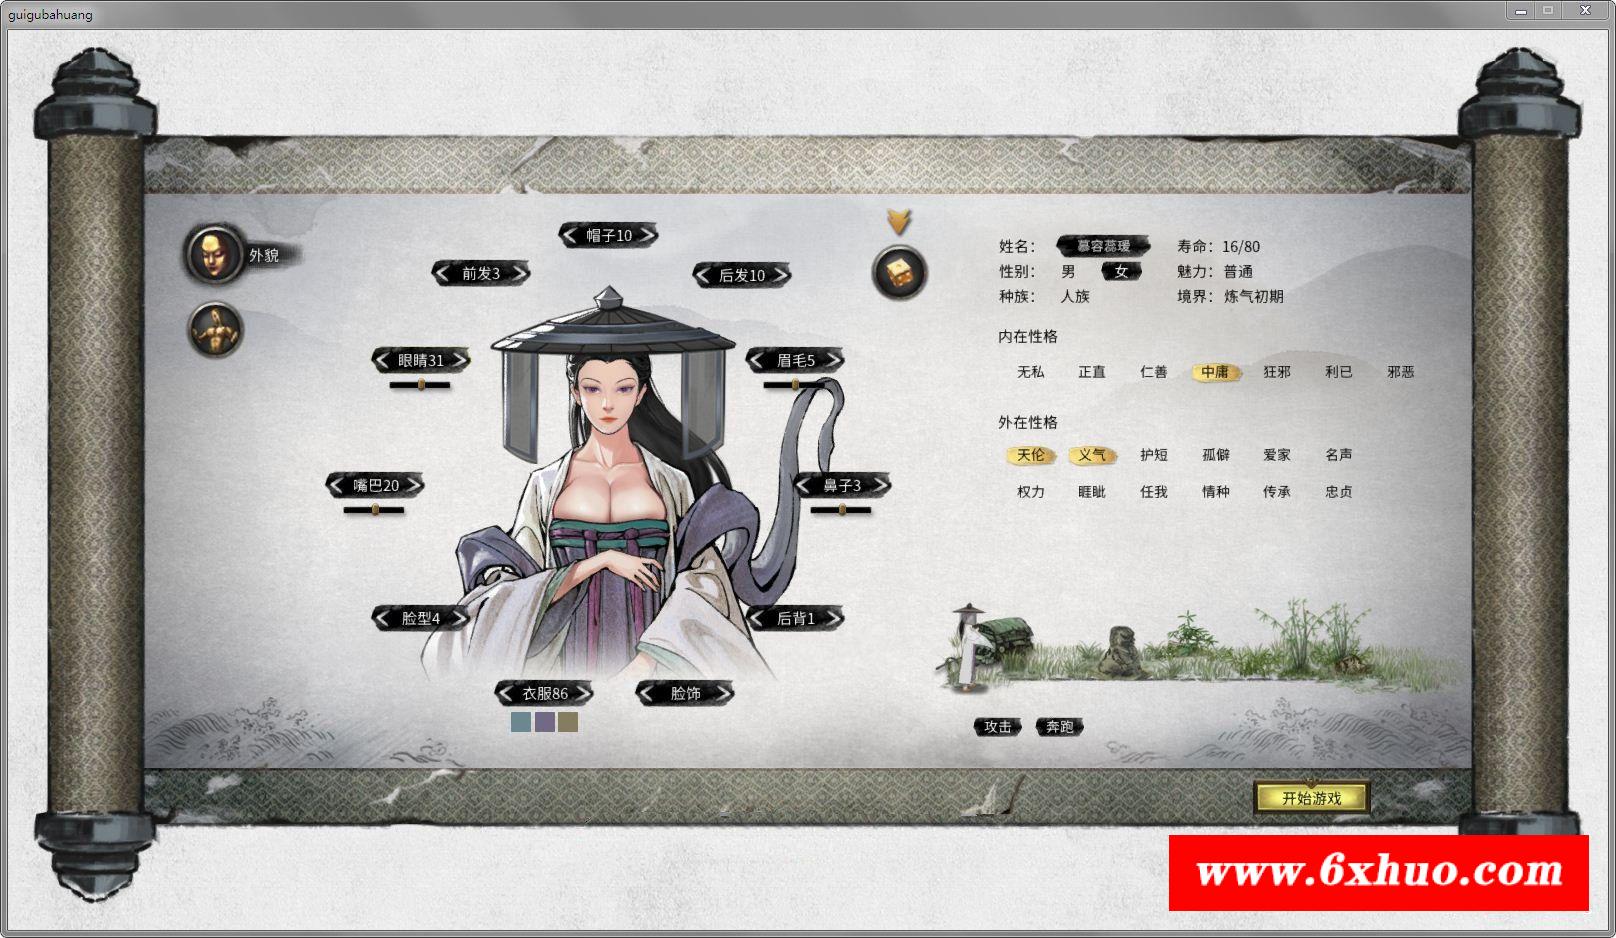 guigubahuang
外貌
帽子10
前发3
后发10
眼睛31
眉毛5
嘴巴20
鼻子3
脸型4
后背1
衣服86 脸饰
姓名： 慕容蕊瑷 寿命：16/80
性别： 男 女 魅力：普通
种族： 人族 境界：炼气初期
内在性格
无私 正直 仁善 中庸 狂邪 利己 邪恶
外在性格
天伦 义气 护短 孤僻 爱家 名声
权力 睚眦 任我 情种 传承 忠贞
攻击 奔跑
开始游戏
www.6xhuo.com